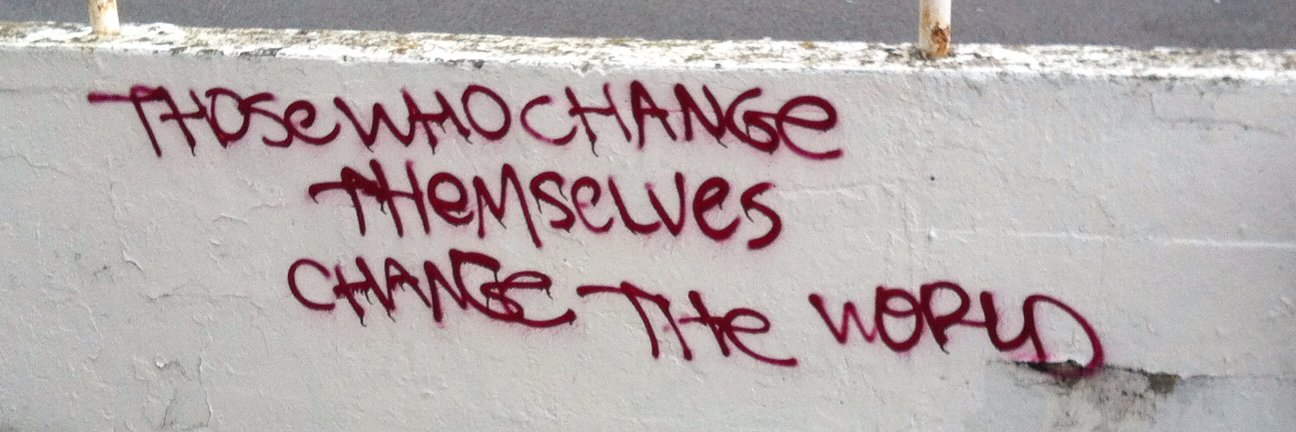 THOSE WHO CHANGE
THEMSELVES
CHANGE THE WORLD